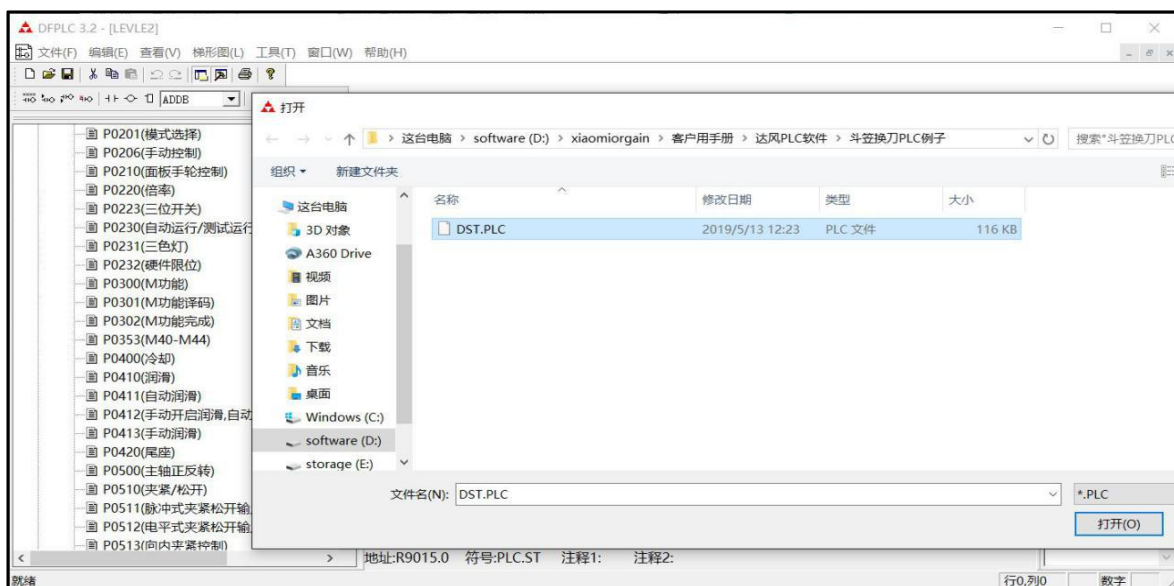 DFPLC 3.2 - [LEVLE2]
文件(F) 编辑(E) 查看(V) 梯形图(L) 工具(T) 窗口(W) 帮助(H)
ADDB
P0201(模式选择)
P0206(手动控制)
P0210(面板手轮控制)
P0220(倍率)
P0223(三位开关)
P0230(自动运行/测试运行
P0231(三色灯)
P0232(硬件限位)
P0300(M功能)
P0301(M功能译码)
P0302(M功能完成)
P0353(M40-M44)
P0400(冷却)
P0410(润滑)
P0411(自动润滑)
P0412(手动开启润滑,自动
P0413(手动润滑)
P0420(尾座)
P0500(主轴正反转)
P0510(夹紧/松开)
P0511(脉冲式夹紧松开输
P0512(电平式夹紧松开输
P0513(向内夹紧控制)
打开
这台电脑 > software (D:) > xiaomiorgain > 客户用手册 > 达风PLC软件 > 斗笠换刀PLC例子
搜索"斗笠换刀PLC
组织 新建文件夹
这台电脑
3D 对象
A360 Drive
视频
图片
文档
下载
音乐
桌面
Windows (C:)
software (D:)
storage (E:)
名称 修改日期 类型 大小
DST.PLC 2019/5/13 12:23 PLC 文件 116 KB
文件名(N): DST.PLC
*.PLC
打开(O)
地址:R9015.0 符号:PLC.ST 注释1: 注释2:
就绪
行0,列0 数字